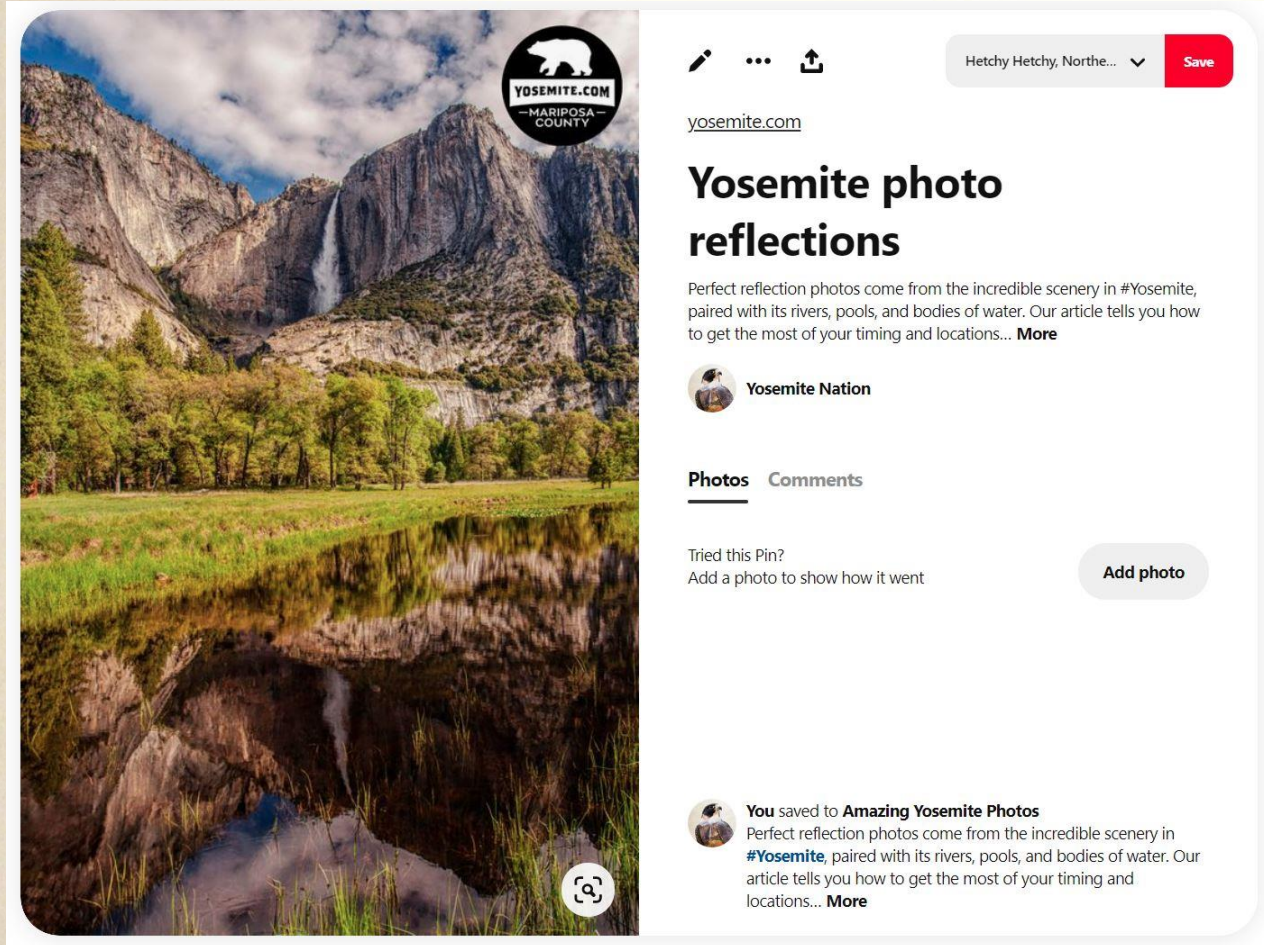 YOSEMITE.COM
MARIPOSA
COUNTY
Hetchy Hetchy, Northe...
Save
yosemite.com
Yosemite photo
reflections
Perfect reflection photos come from the incredible scenery in #Yosemite,
paired with its rivers, pools, and bodies of water. Our article tells you how
to get the most of your timing and locations... More
Yosemite Nation
Photos Comments
Tried this Pin?
Add a photo to show how it went
Add photo
You saved to Amazing Yosemite Photos
Perfect reflection photos come from the incredible scenery in
#Yosemite, paired with its rivers, pools, and bodies of water. Our
article tells you how to get the most of your timing and
locations... More